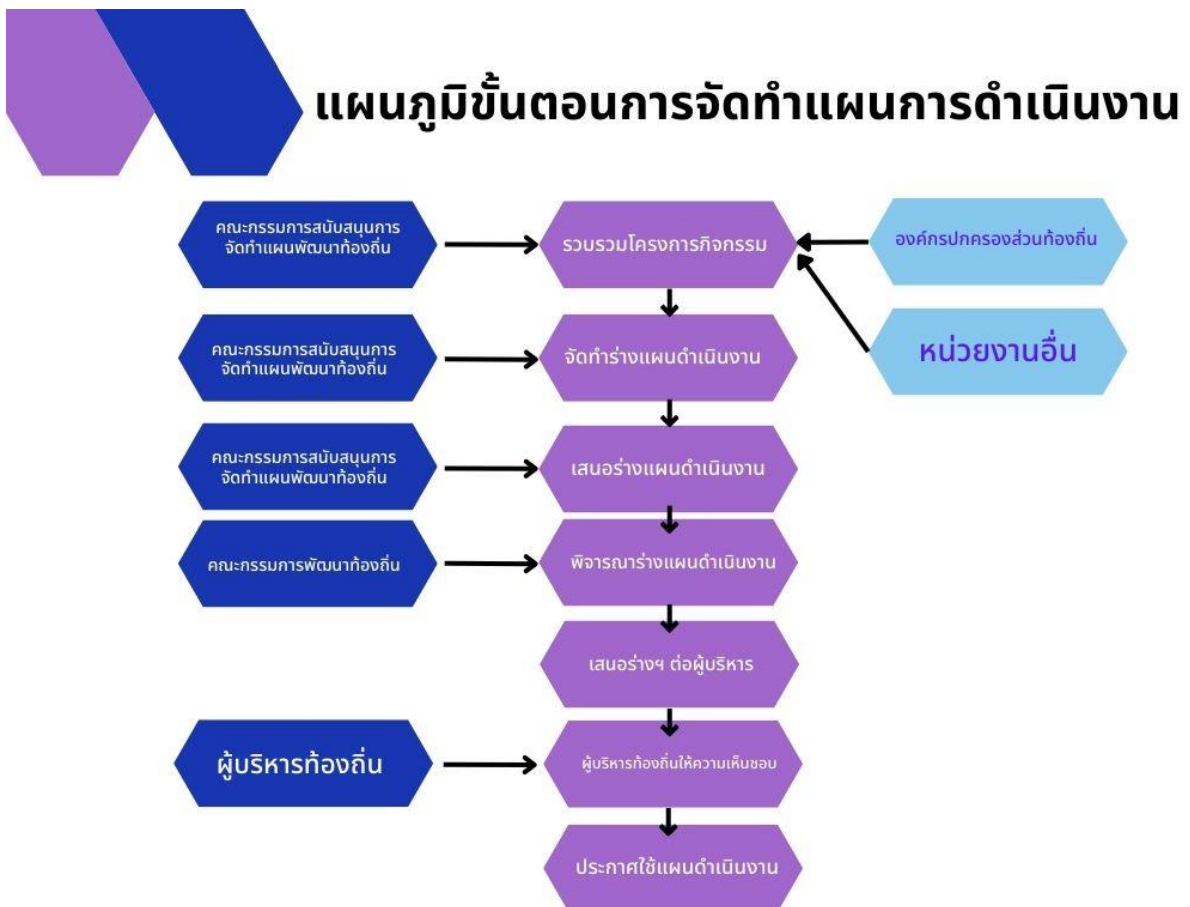 แผนภูมิขั้นตอนการจัดทำแผนการดำเนินงาน
คณะกรรมการสนับสนุนการ
จัดทำแผนพัฒนาท้องถิ่น
รวบรวมโครงการกิจกรรม
องค์กรปกครองส่วนท้องถิ่น
คณะกรรมการสนับสนุนการ
จัดทำแผนพัฒนาท้องถิ่น
จัดทำร่างแผนดำเนินงาน
หน่วยงานอื่น
คณะกรรมการสนับสนุนการ
จัดทำแผนพัฒนาท้องถิ่น
เสนอร่างแผนดำเนินงาน
คณะกรรมการพัฒนาท้องถิ่น
พิจารณาร่างแผนดำเนินงาน
เสนอร่างฯ ต่อผู้บริหาร
ผู้บริหารท้องถิ่น
ผู้บริหารท้องถิ่นให้ความเห็นชอบ
ประกาศใช้แผนดำเนินงาน